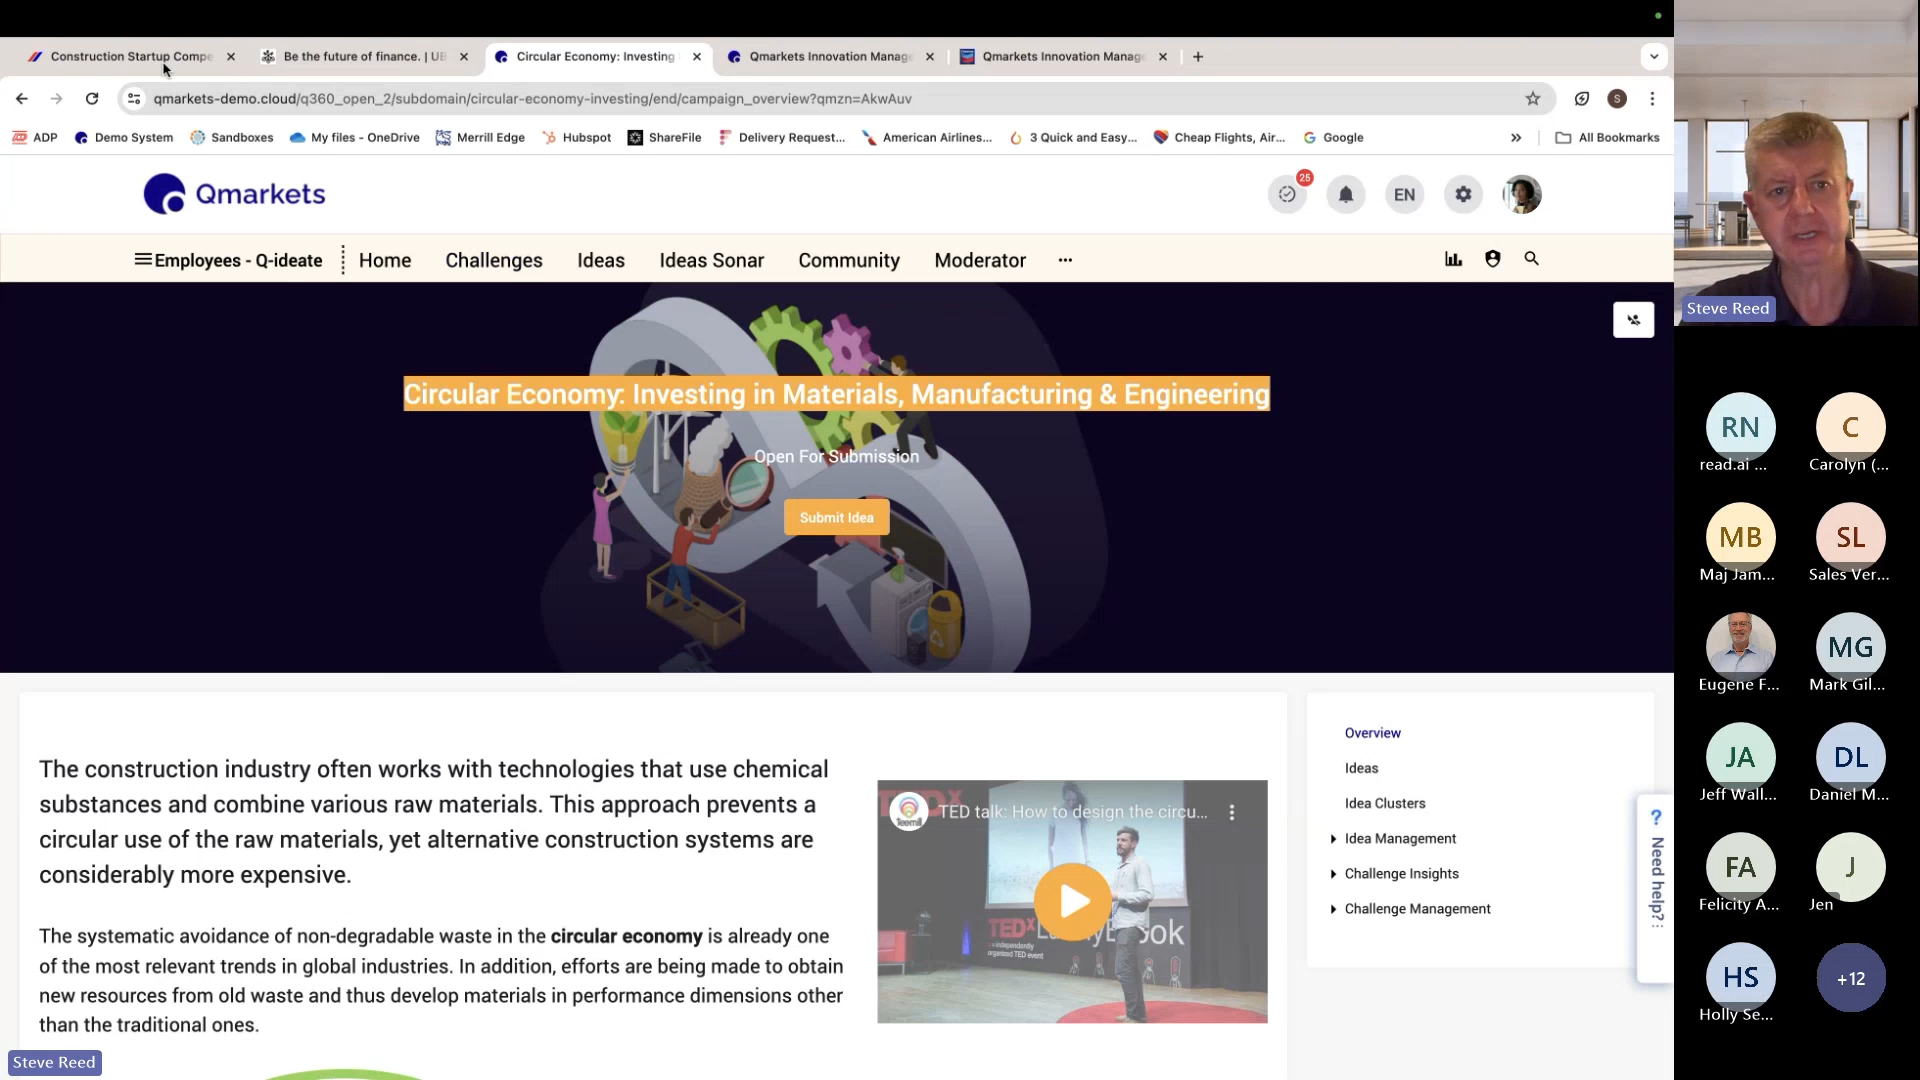 Construction Startup Compe
Be the future of finance. | UB
Circular Economy: Investing
Qmarkets Innovation Manage
Qmarkets Innovation Manage
qmarkets-demo.cloud/q360_open_2/subdomain/circular-economy-investing/end/campaign_overview?qmzn=AkwAuv
S
ADP
Demo System
Sandboxes
My files - OneDrive
Merrill Edge
Hubspot
ShareFile
Delivery Request...
American Airlines...
3 Quick and Easy...
Cheap Flights, Air...
Google
All Bookmarks
Qmarkets
25
EN
Employees - Q-ideate
Home
Challenges
Ideas
Ideas Sonar
Community
Moderator
Circular Economy: Investing in Materials, Manufacturing & Engineering
Open For Submission
Submit Idea
The construction industry often works with technologies that use chemical
substances and combine various raw materials. This approach prevents a
circular use of the raw materials, yet alternative construction systems are
considerably more expensive.
The systematic avoidance of non-degradable waste in the circular economy is already one
of the most relevant trends in global industries. In addition, efforts are being made to obtain
new resources from old waste and thus develop materials in performance dimensions other
than the traditional ones.
teemill
TED talk: How to design the circu...
Overview
Ideas
Idea Clusters
Idea Management
Challenge Insights
Challenge Management
? Need help?
Steve Reed
Steve Reed
RN
read.ai ...
C
Carolyn (...
MB
Maj Jam...
SL
Sales Ver...
Eugene F...
MG
Mark Gil...
JA
Jeff Wall...
DL
Daniel M...
FA
Felicity A...
J
Jen
HS
Holly Se...
+12